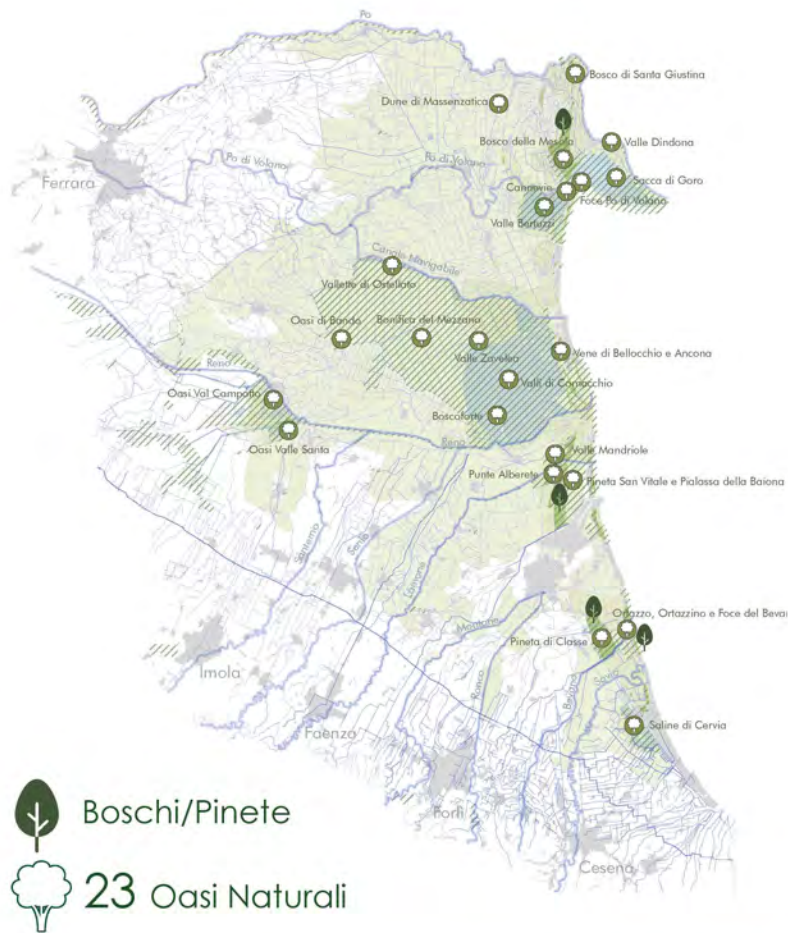 Po
Bosco di Santa Giustina
Dune di Massenzatica
Bosco della Mesola
Valle Dindona
Po di Volano
Po di Volano
Ferrara
Sacca di Goro
Cannevie
Foce Po di Volano
Valle Bertuzzi
Canale Navigabile
Vallette di Ostellato
Oasi di Bando
Bonifica del Mezzano
Valle Zavelea
Vene di Bellocchio e Ancona
Reno
Valli di Comacchio
Oasi Val Campotto
Boscoforte
Oasi Valle Santa
Reno
Valle Mandriole
Punte Alberete
Pineta San Vitale e Pialassa della Baiona
Santerno
Senio
Lamone
Montone
Ortazzo, Ortazzino e Foce del Beva
Pineta di Classe
Imola
Ronco
Bevano
Savio
Faenza
Saline di Cervia
Forlì
Cesena
Boschi/Pinete
23 Oasi Naturali